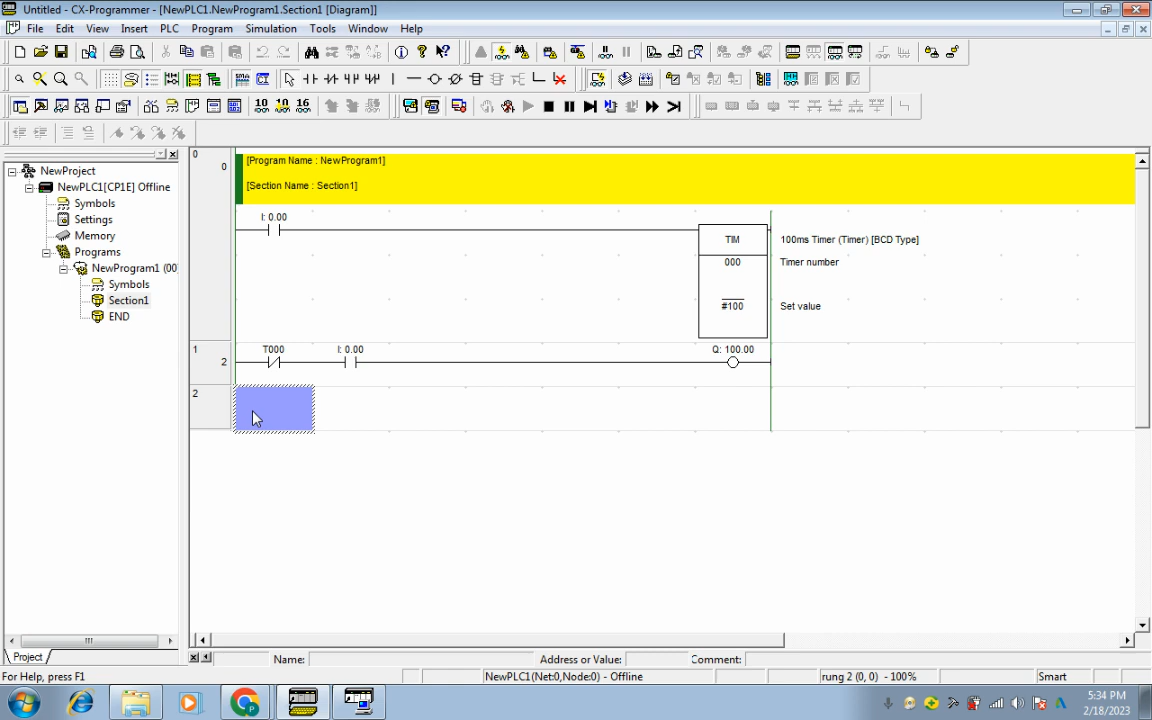 Untitled - CX-Programmer - [NewPLC1.NewProgram1.Section1 [Diagram]]
File Edit View Insert PLC Program Simulation Tools Window Help
10 10 16
NewProject
NewPLC1[CP1E] Offline
Symbols
Settings
Memory
Programs
NewProgram1 (00
Symbols
Section1
END
Project
0
0
[Program Name : NewProgram1]
[Section Name : Section1]
I: 0.00
TIM
100ms Timer (Timer) [BCD Type]
000
Timer number
#100
Set value
1
2
T000
I: 0.00
Q: 100.00
2
Name:
Address or Value:
Comment:
For Help, press F1
NewPLC1(Net:0,Node:0) - Offline
rung 2 (0, 0) - 100%
Smart
5:34 PM
2/18/2023